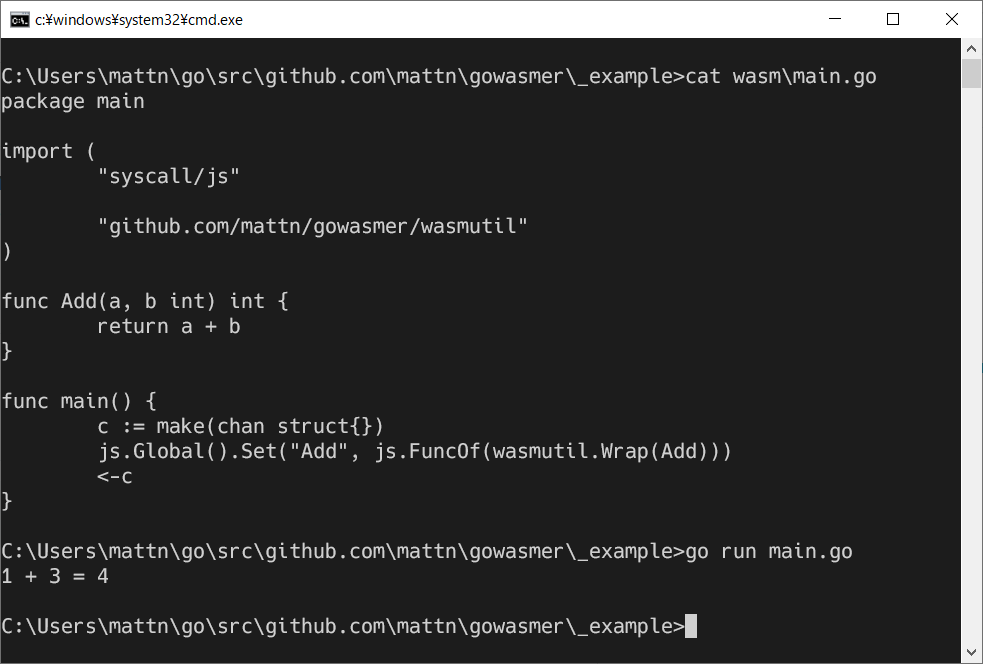 c:¥windows¥system32¥cmd.exe
C:\Users\mattn\go\src\github.com\mattn\gowasmer\_example>cat wasm\main.go
package main
import (
"syscall/js"
"github.com/mattn/gowasmer/wasmutil"
)
func Add(a, b int) int {
return a + b
}
func main() {
c := make(chan struct{})
js.Global().Set("Add", js.FuncOf(wasmutil.Wrap(Add)))
<-c
}
C:\Users\mattn\go\src\github.com\mattn\gowasmer\_example>go run main.go
1 + 3 = 4
C:\Users\mattn\go\src\github.com\mattn\gowasmer\_example>